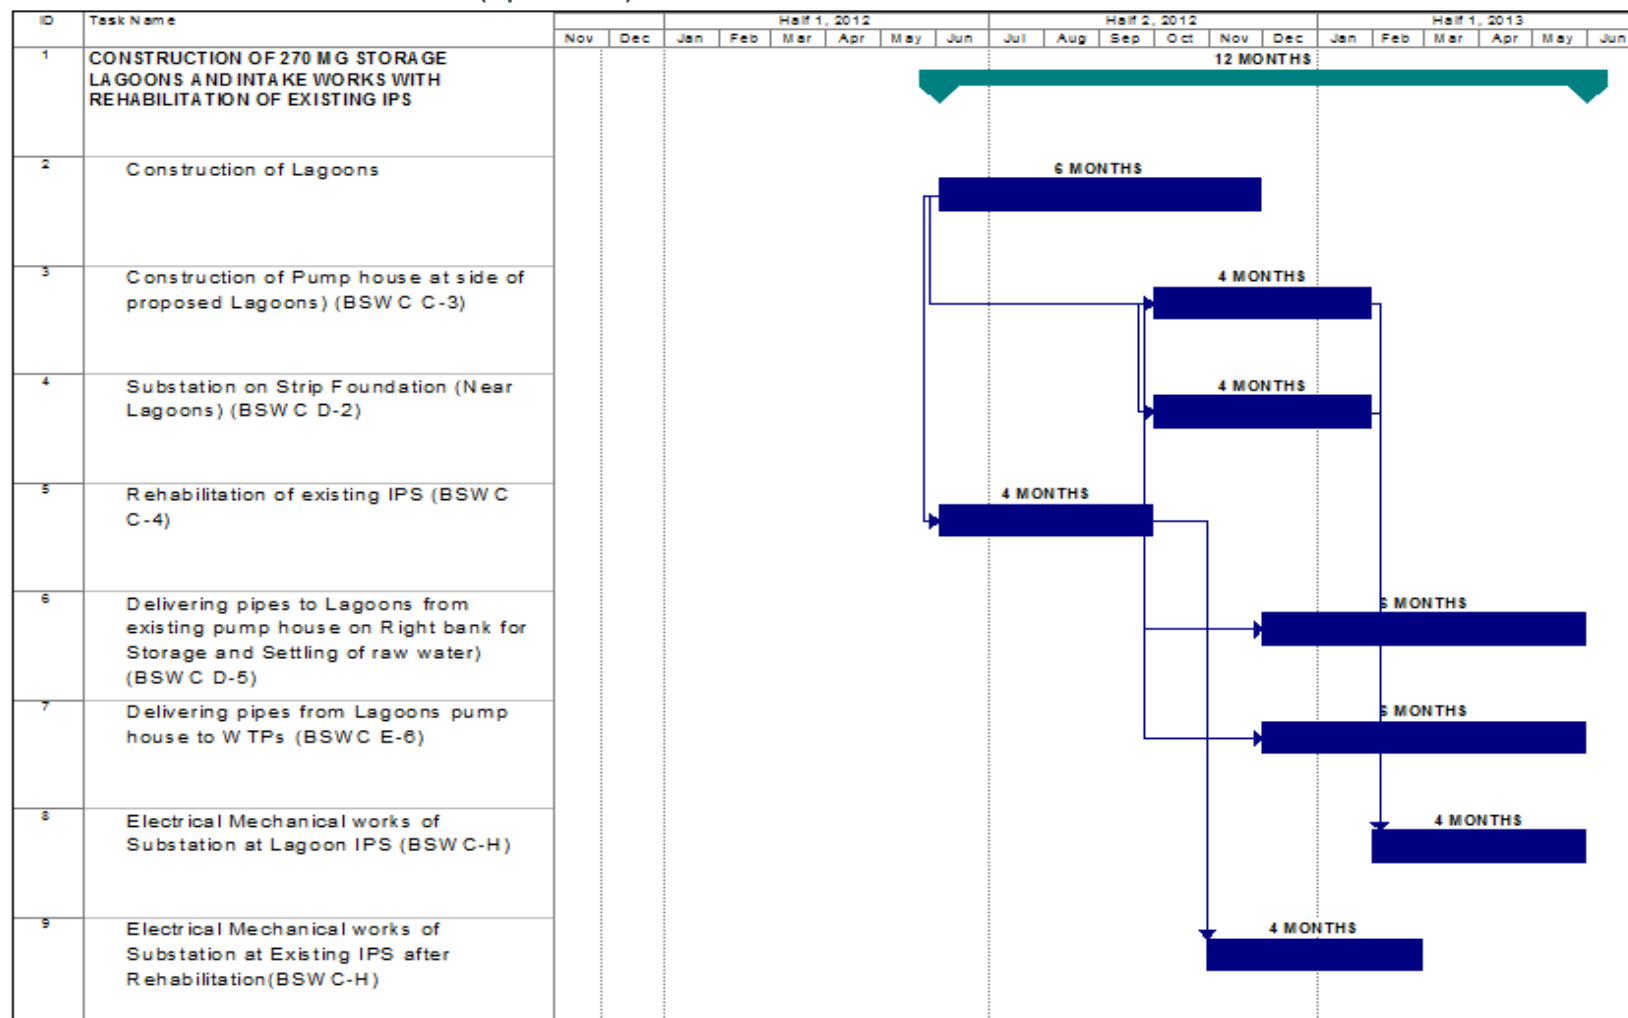 ID Task Name Half 1, 2012 Half 2, 2012 Half 1, 2013
Nov Dec Jan Feb Mar Apr May Jun Jul Aug Sep Oct Nov Dec Jan Feb Mar Apr May Jun
1 CONSTRUCTION OF 270 MG STORAGE 12 MONTHS
LAGOONS AND INTAKE WORKS WITH
REHABILITATION OF EXISTING IPS
2 Construction of Lagoons 6 MONTHS
3 Construction of Pump house at side of 4 MONTHS
proposed Lagoons) (BSWC C-3)
4 Substation on Strip Foundation (Near 4 MONTHS
Lagoons) (BSWC D-2)
5 Rehabilitation of existing IPS (BSWC 4 MONTHS
C-4)
6 Delivering pipes to Lagoons from 6 MONTHS
existing pump house on Right bank for
Storage and Settling of raw water)
(BSWC D-5)
7 Delivering pipes from Lagoons pump 6 MONTHS
house to WTPs (BSWC E-6)
8 Electrical Mechanical works of 4 MONTHS
Substation at Lagoon IPS (BSWC-H)
9 Electrical Mechanical works of 4 MONTHS
Substation at Existing IPS after
Rehabilitation(BSWC-H)